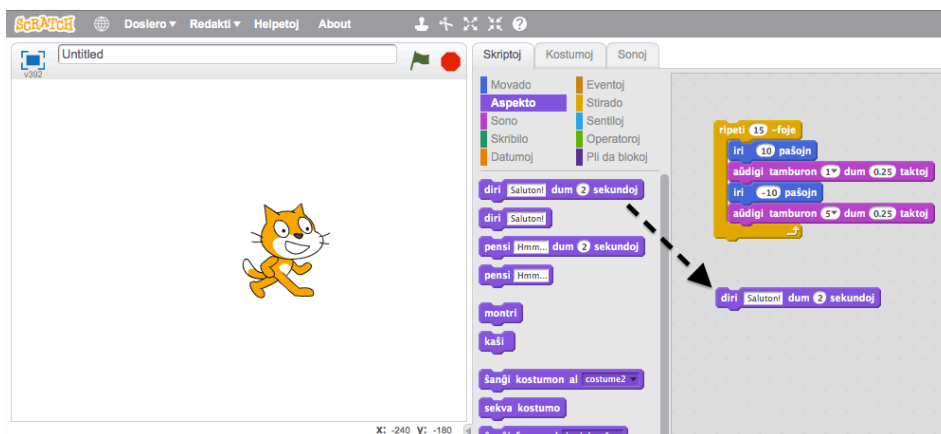 SCRATCH Dosiero Redakti Helpetoj About
Untitled
v392
X: -240 Y: -180
Skriptoj Kostumoj Sonoj
Movado Eventoj
Aspekto Stirado
Sono Sentiloj
Skribilo Operatoroj
Datumoj Pli da blokoj
diri Saluton! dum 2 sekundoj
diri Saluton!
pensi Hmm... dum 2 sekundoj
pensi Hmm...
montri
kaŝi
ŝanĝi kostumon al costume2
sekva kostumo
ripeti 15 -foje
iri 10 paŝojn
aŭdigi tamburon 1 dum 0.25 taktoj
iri -10 paŝojn
aŭdigi tamburon 5 dum 0.25 taktoj
diri Saluton! dum 2 sekundoj